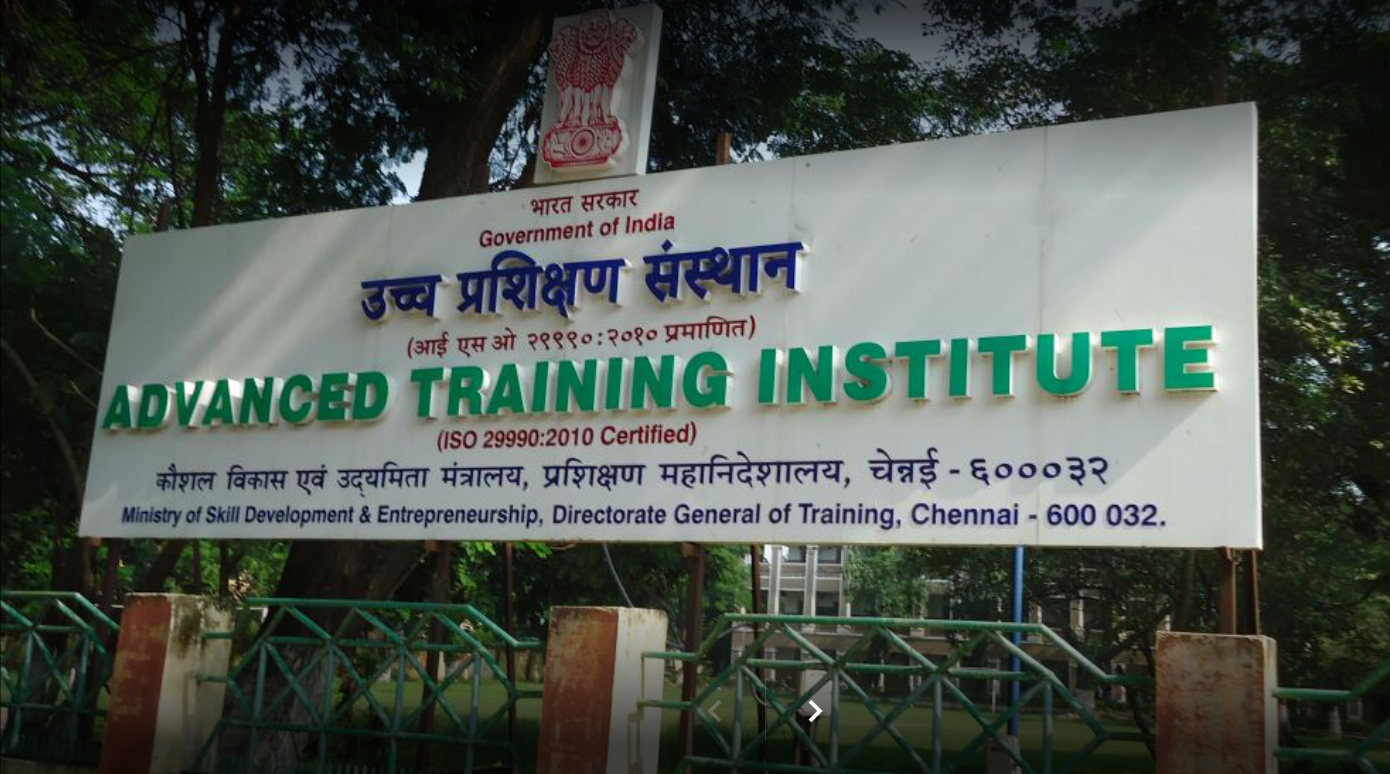 भारत सरकार
Government of India
उच्च प्रशिक्षण संस्थान
(आई एस ओ २९९९०:२०१० प्रमाणित)
ADVANCED TRAINING INSTITUTE
(ISO 29990:2010 Certified)
कौशल विकास एवं उद्यमिता मंत्रालय, प्रशिक्षण महानिदेशालय, चेन्नई - ६०००३२
Ministry of Skill Development & Entrepreneurship, Directorate General of Training, Chennai - 600 032.